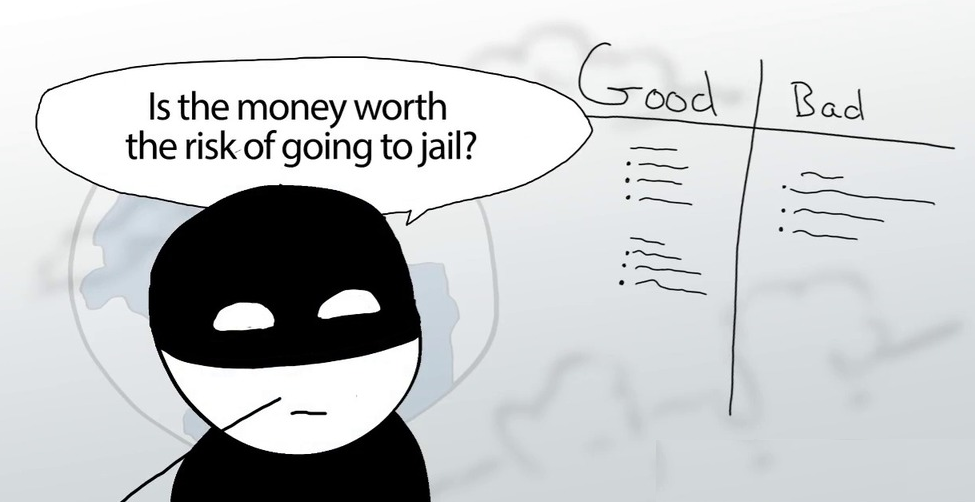 Is the money worth
the risk of going to jail?
Good Bad